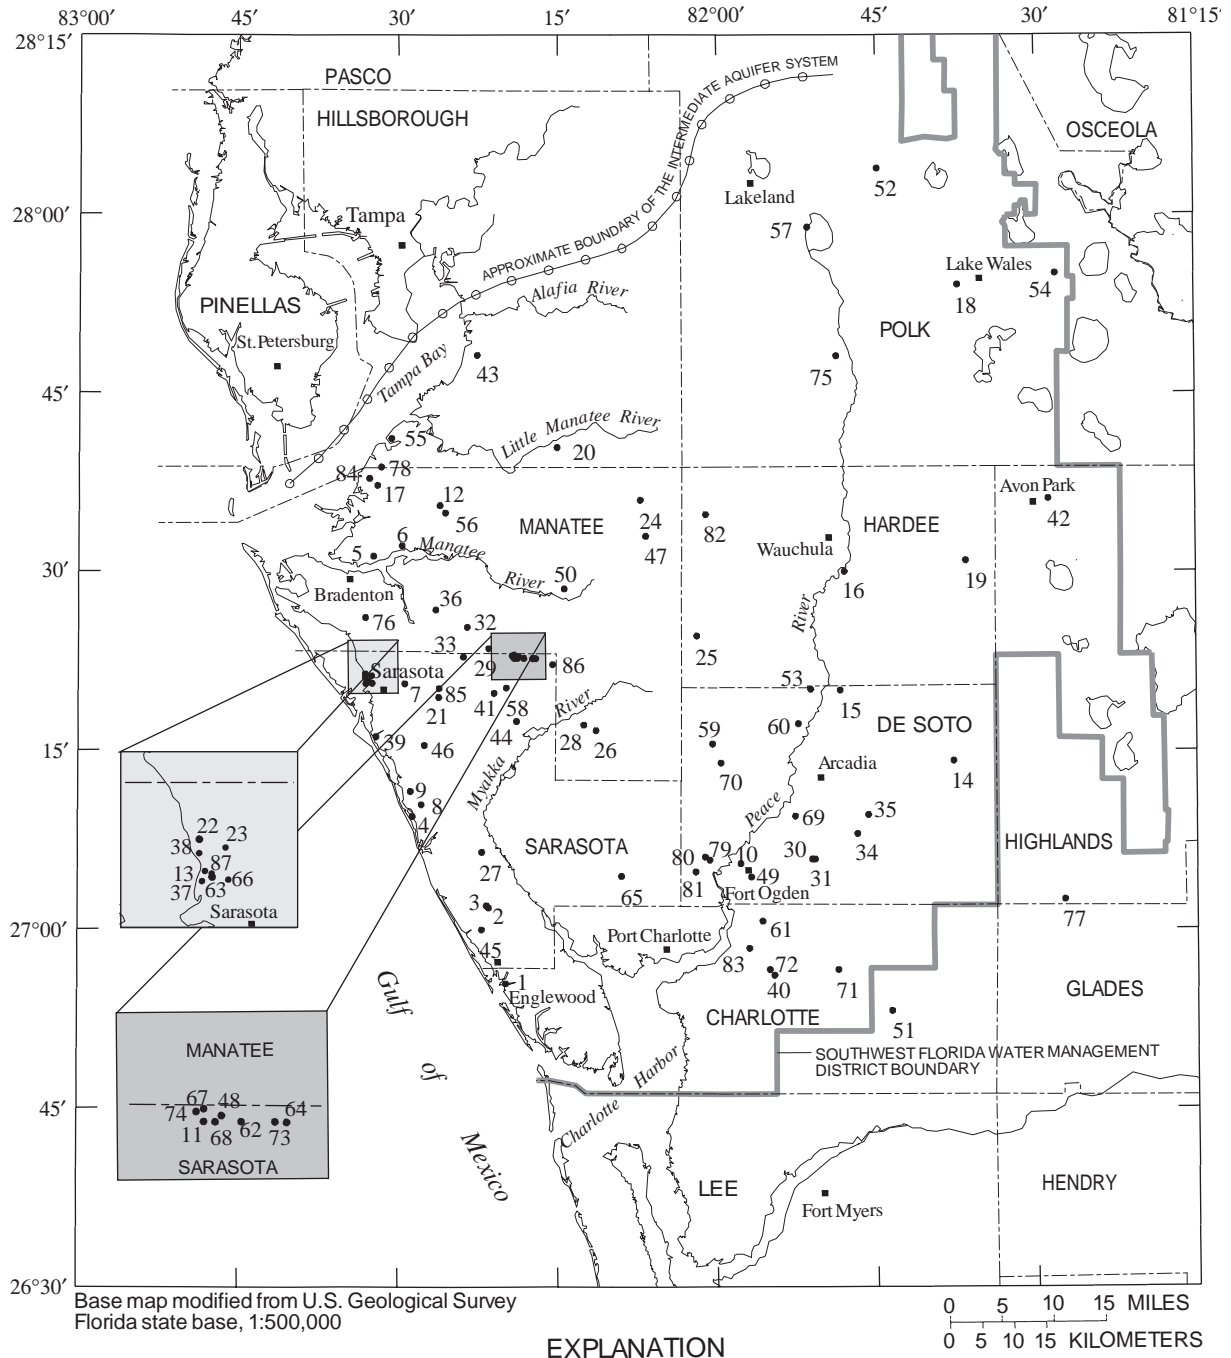 83°00′ 45′ 30′ 15′ 82°00′ 45′ 30′ 81°15′
28°15′
PASCO
HILLSBOROUGH
APPROXIMATE BOUNDARY OF THE INTERMEDIATE AQUIFER SYSTEM
OSCEOLA
52
Lakeland
28°00′
Tampa
57
Lake Wales
54
18
Alafia River
PINELLAS
POLK
St. Petersburg
Tampa Bay
43
75
45′
55
Little Manatee River
20
84 78
17
Avon Park
42
12
56
MANATEE
24
82
HARDEE
47
Wauchula
6
5
Manatee
River
50
19
16
30′
Bradenton
36
76
32
River
33
29
25
86
Sarasota
7
85
21
41
58
River
53
15
44
28
26
59
60
DE SOTO
39
46
15′
70
Arcadia
14
Myakka
9
8
4
Peace
69
35
34
22
23
38
87
13
66
37
63
Sarasota
SARASOTA
27
80 79
10
30
31
HIGHLANDS
81
49
Fort Ogden
65
3
2
77
27°00′
45
Port Charlotte
61
83
72
40
71
1
Englewood
GLADES
CHARLOTTE
51
Gulf
of
Mexico
Harbor
Charlotte
SOUTHWEST FLORIDA WATER MANAGEMENT
DISTRICT BOUNDARY
MANATEE
67
48
64
74
11
68
62
73
SARASOTA
45′
LEE
HENDRY
Fort Myers
26°30′
Base map modified from U.S. Geological Survey
Florida state base, 1:500,000
0 5 10 15 MILES
0 5 10 15 KILOMETERS
EXPLANATION